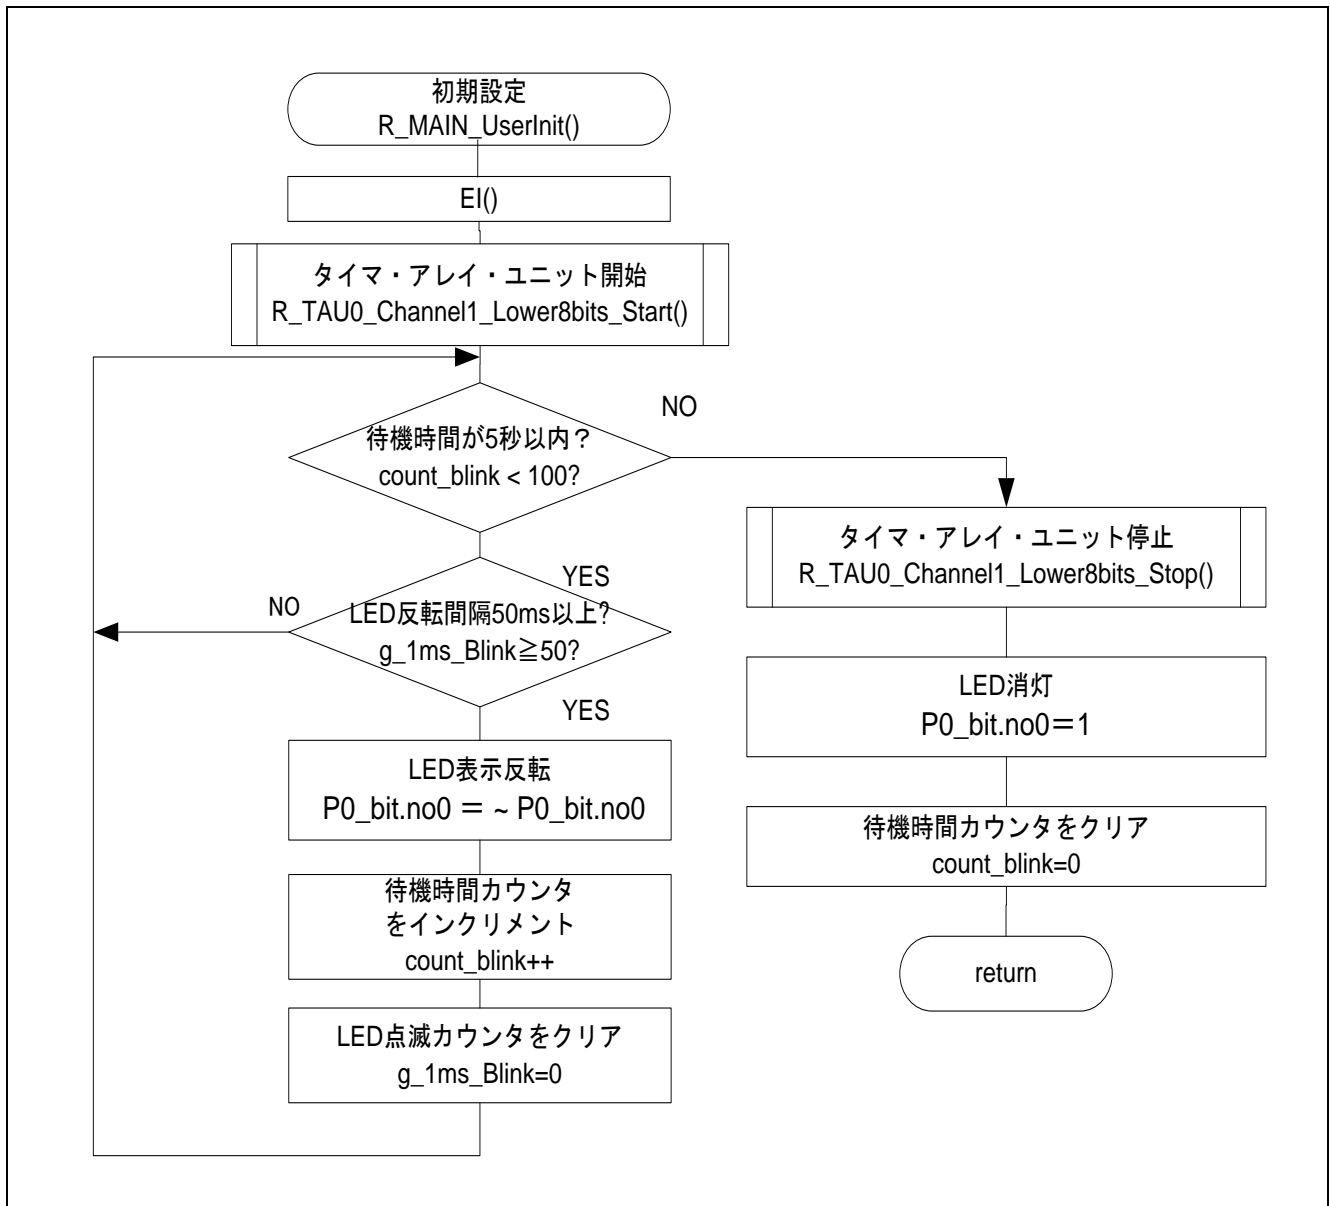 初期設定
R_MAIN_UserInit()
EI()
タイマ・アレイ・ユニット開始
R_TAU0_Channel1_Lower8bits_Start()
待機時間が5秒以内？
count_blink < 100?
NO
YES
LED反転間隔50ms以上?
g_1ms_Blink≧50?
NO
YES
LED表示反転
P0_bit.no0 ＝ ~ P0_bit.no0
待機時間カウンタ
をインクリメント
count_blink++
LED点滅カウンタをクリア
g_1ms_Blink=0
タイマ・アレイ・ユニット停止
R_TAU0_Channel1_Lower8bits_Stop()
LED消灯
P0_bit.no0＝1
待機時間カウンタをクリア
count_blink=0
return